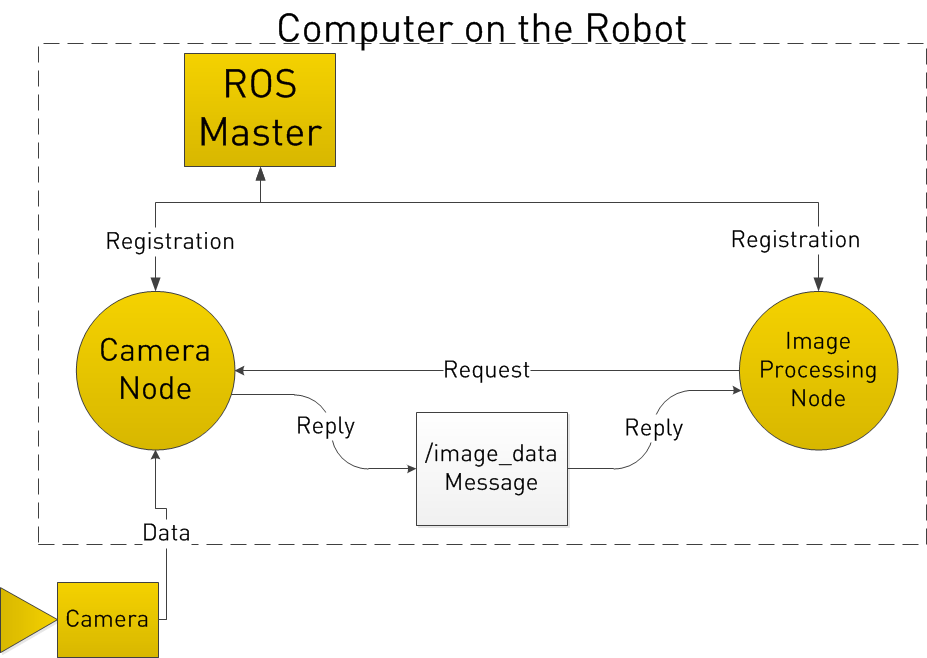 Computer on the Robot
ROS
Master
Registration
Registration
Camera
Node
Request
Image
Processing
Node
Reply
Reply
/image_data
Message
Data
Camera